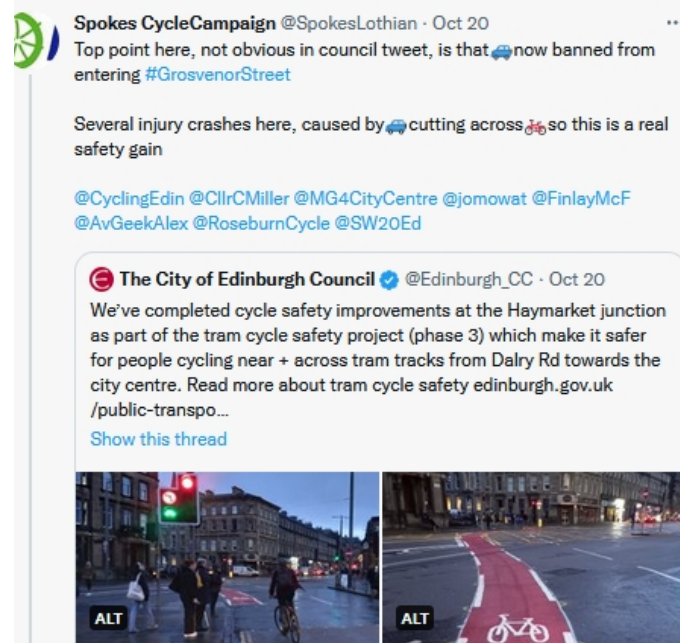 Spokes CycleCampaign @SpokesLothian · Oct 20
Top point here, not obvious in council tweet, is that 🚙 now banned from
entering #GrosvenorStreet
Several injury crashes here, caused by 🚙 cutting across 🚲 so this is a real
safety gain
@CyclingEdin @CllrCMiller @MG4CityCentre @jomowat @FinlayMcF
@AvGeekAlex @RoseburnCycle @SW20Ed
The City of Edinburgh Council @Edinburgh_CC · Oct 20
We've completed cycle safety improvements at the Haymarket junction
as part of the tram cycle safety project (phase 3) which make it safer
for people cycling near + across tram tracks from Dalry Rd towards the
city centre. Read more about tram cycle safety edinburgh.gov.uk
/public-transpo...
Show this thread
ALT
ALT